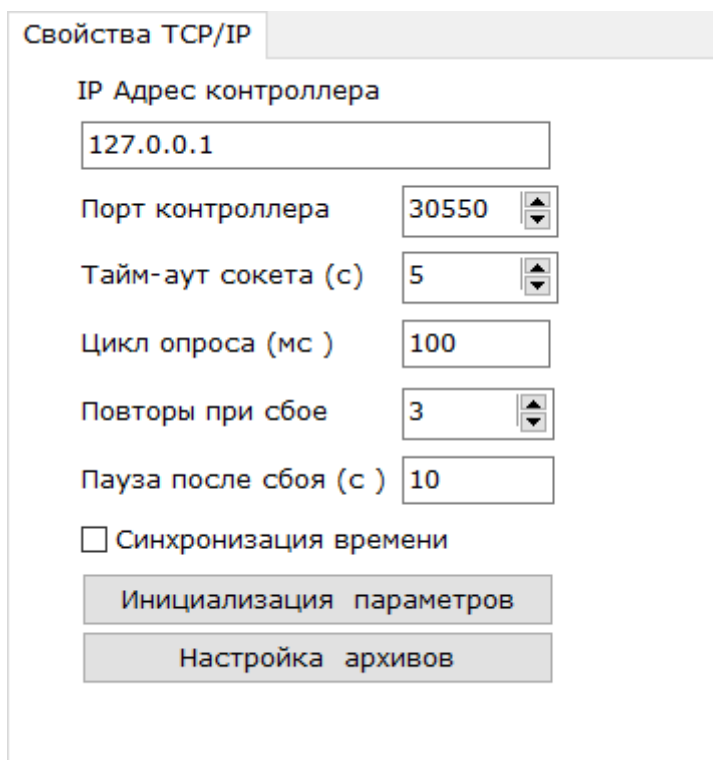 Свойства TCP/IP
IP Адрес контроллера
127.0.0.1
Порт контроллера 30550
Тайм-аут сокета (с) 5
Цикл опроса (мс ) 100
Повторы при сбое 3
Пауза после сбоя (с ) 10
Синхронизация времени
Инициализация параметров
Настройка архивов